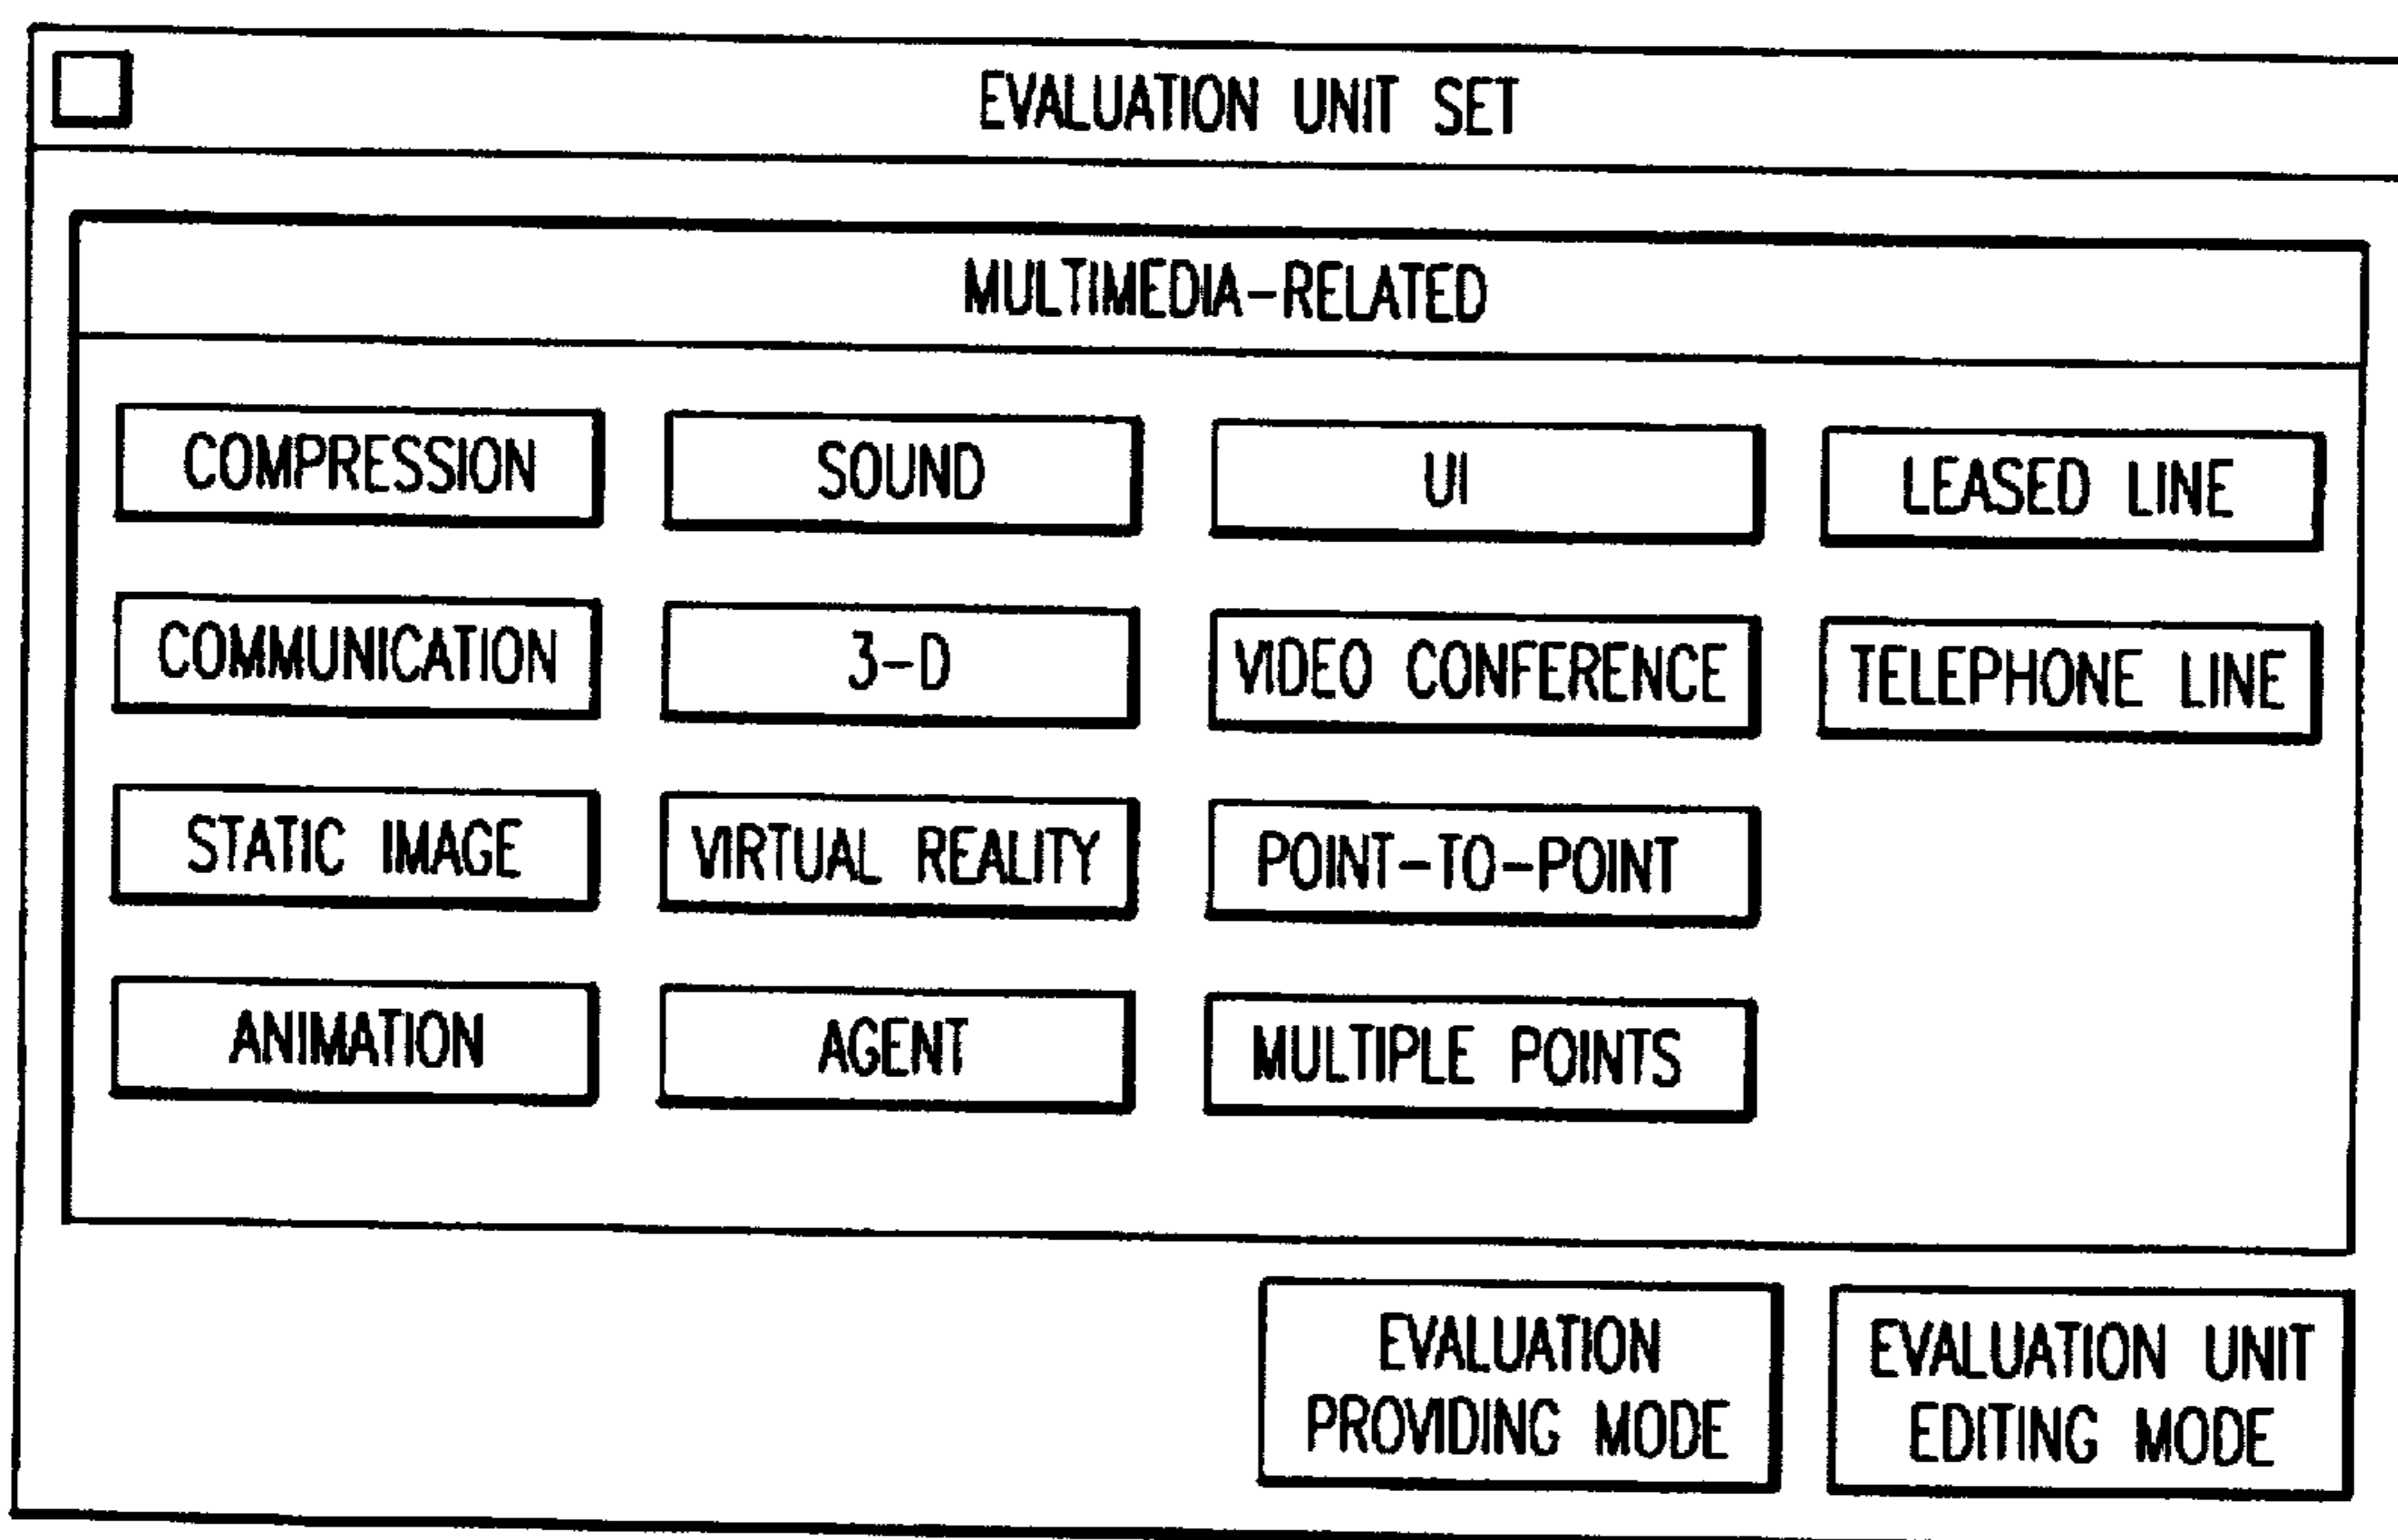 EVALUATION UNIT SET
MULTIMEDIA-RELATED
COMPRESSION
SOUND
UI
LEASED LINE
COMMUNICATION
3-D
VIDEO CONFERENCE
TELEPHONE LINE
STATIC IMAGE
VIRTUAL REALITY
POINT-TO-POINT
ANIMATION
AGENT
MULTIPLE POINTS
EVALUATION
PROVIDING MODE
EVALUATION UNIT
EDITING MODE